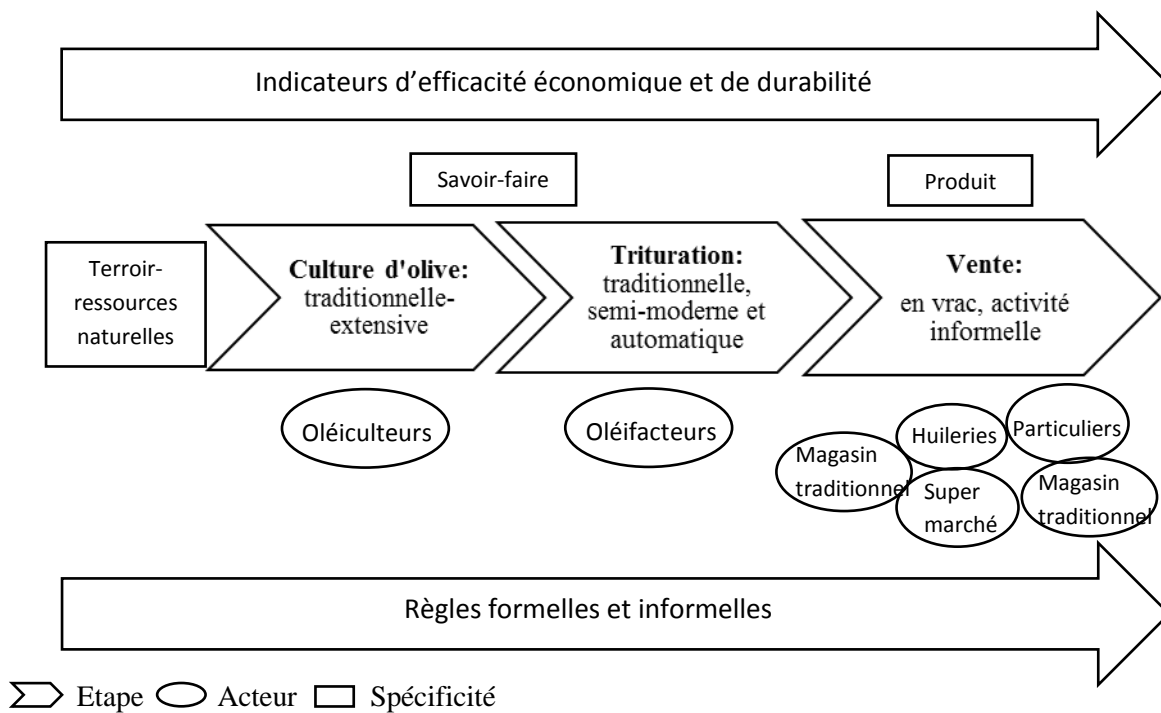 Indicateurs d'efficacité économique et de durabilité
Savoir-faire
Produit
Terroir-
ressources
naturelles
Culture d'olive:
traditionnelle-
extensive
Trituration:
traditionnelle,
semi-moderne et
automatique
Vente:
en vrac, activité
informelle
Oléiculteurs
Oléifacteurs
Magasin
traditionnel
Huileries
Particuliers
Super
marché
Magasin
traditionnel
Règles formelles et informelles
Etape Acteur Spécificité